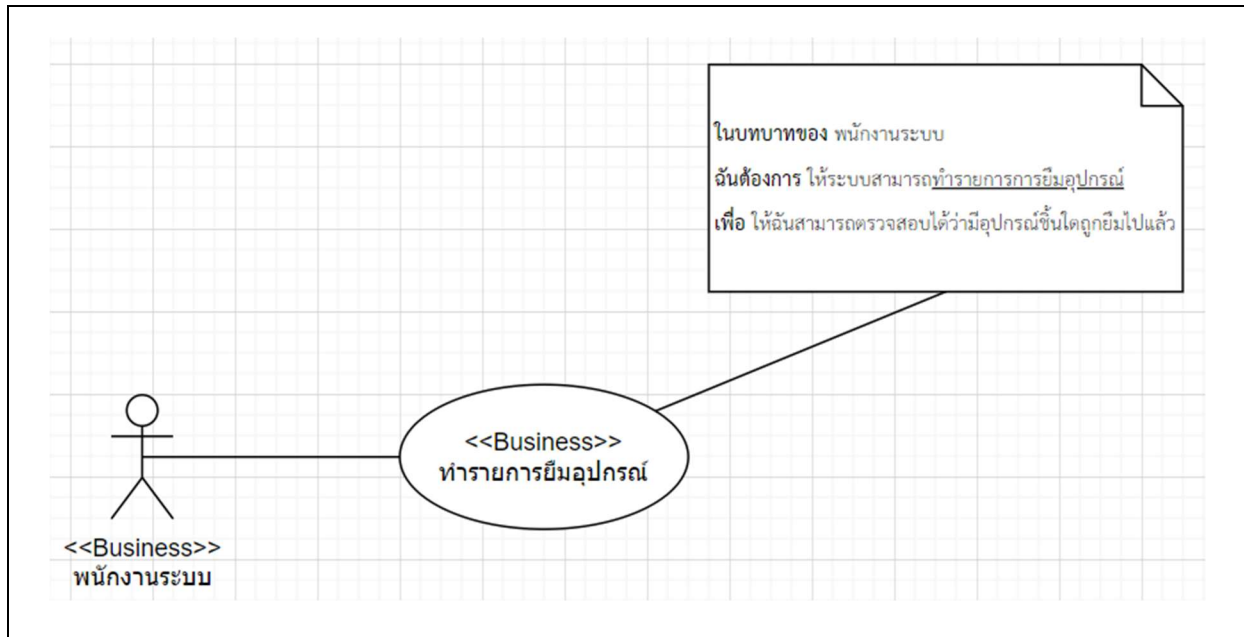 ในบทบาทของ พนักงานระบบ
ฉันต้องการ ให้ระบบสามารถทำรายการการยืมอุปกรณ์
เพื่อ ให้ฉันสามารถตรวจสอบได้ว่ามีอุปกรณ์ชิ้นใดถูกยืมไปแล้ว
<<Business>>
ทำรายการยืมอุปกรณ์
<<Business>>
พนักงานระบบ